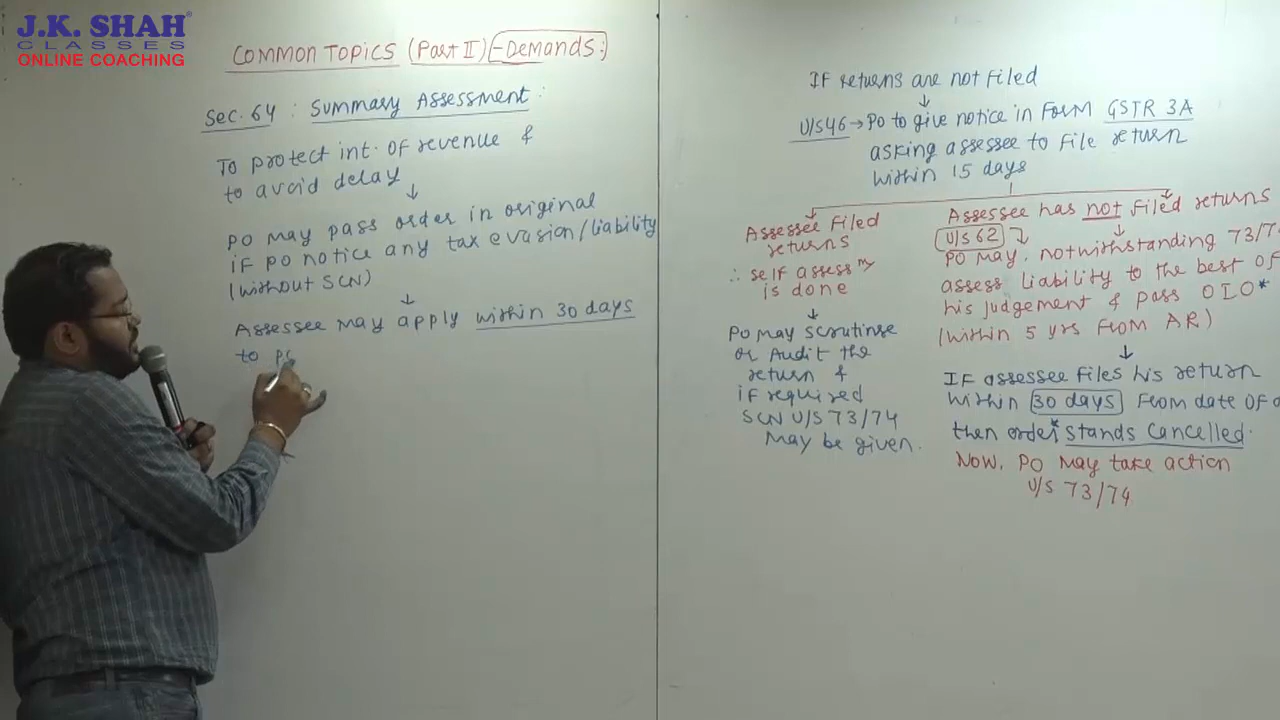 J.K. SHAH®
CLASSES
ONLINE COACHING
COMMON TOPICS (Part II) - Demands:
Sec. 64 : Summary Assessment :
To protect int. of revenue &
to avoid delay
↓
PO may pass order in original
if PO notice any tax evasion/liability
(without SCN)
↓
Assessee may apply within 30 days
to
If returns are not filed
↓
U/S 46 → PO to give notice in Form GSTR 3A
asking assessee to file return
within 15 days
Assessee filed
returns
∴ self assessmy
is done
↓
PO may scrutinse
or Audit the
return &
if required
SCN U/S 73/74
may be given.
Assessee has not filed returns
U/S 62
PO may, notwithstanding 73/74
assess liability to the best of
his judgement & pass OIO*
(within 5 yrs from AR)
↓
If assessee files his return
within 30 days from date of
then order* stands cancelled.
Now, PO may take action
U/S 73/74